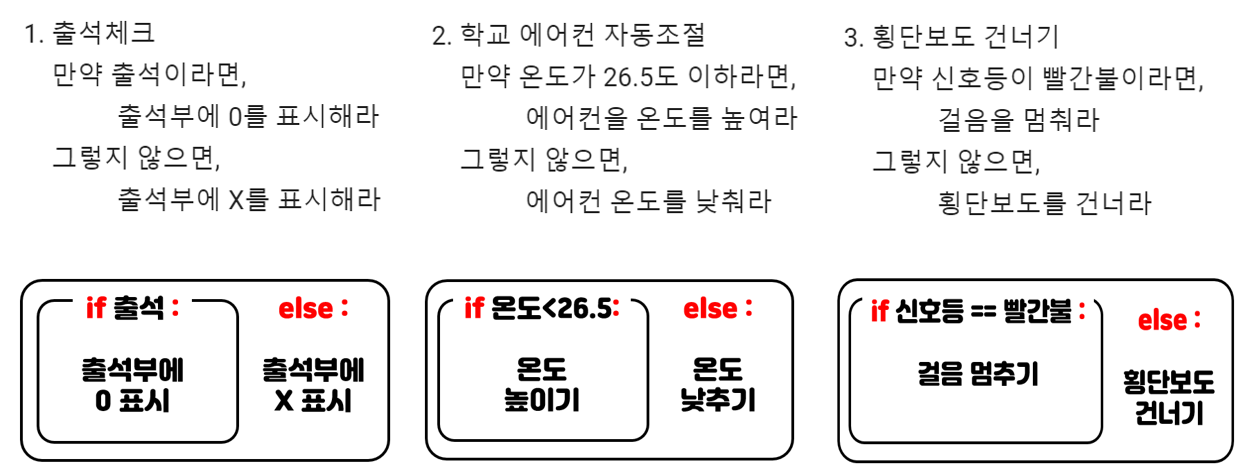 1. 출석체크
만약 출석이라면,
출석부에 0를 표시해라
그렇지 않으면,
출석부에 X를 표시해라
2. 학교 에어컨 자동조절
만약 온도가 26.5도 이하라면,
에어컨을 온도를 높여라
그렇지 않으면,
에어컨 온도를 낮춰라
3. 횡단보도 건너기
만약 신호등이 빨간불이라면,
걸음을 멈춰라
그렇지 않으면,
횡단보도를 건너라
if 출석 :
출석부에
0 표시
else :
출석부에
X 표시
if 온도<26.5:
온도
높이기
else :
온도
낮추기
if 신호등 == 빨간불 :
걸음 멈추기
else :
횡단보도
건너기